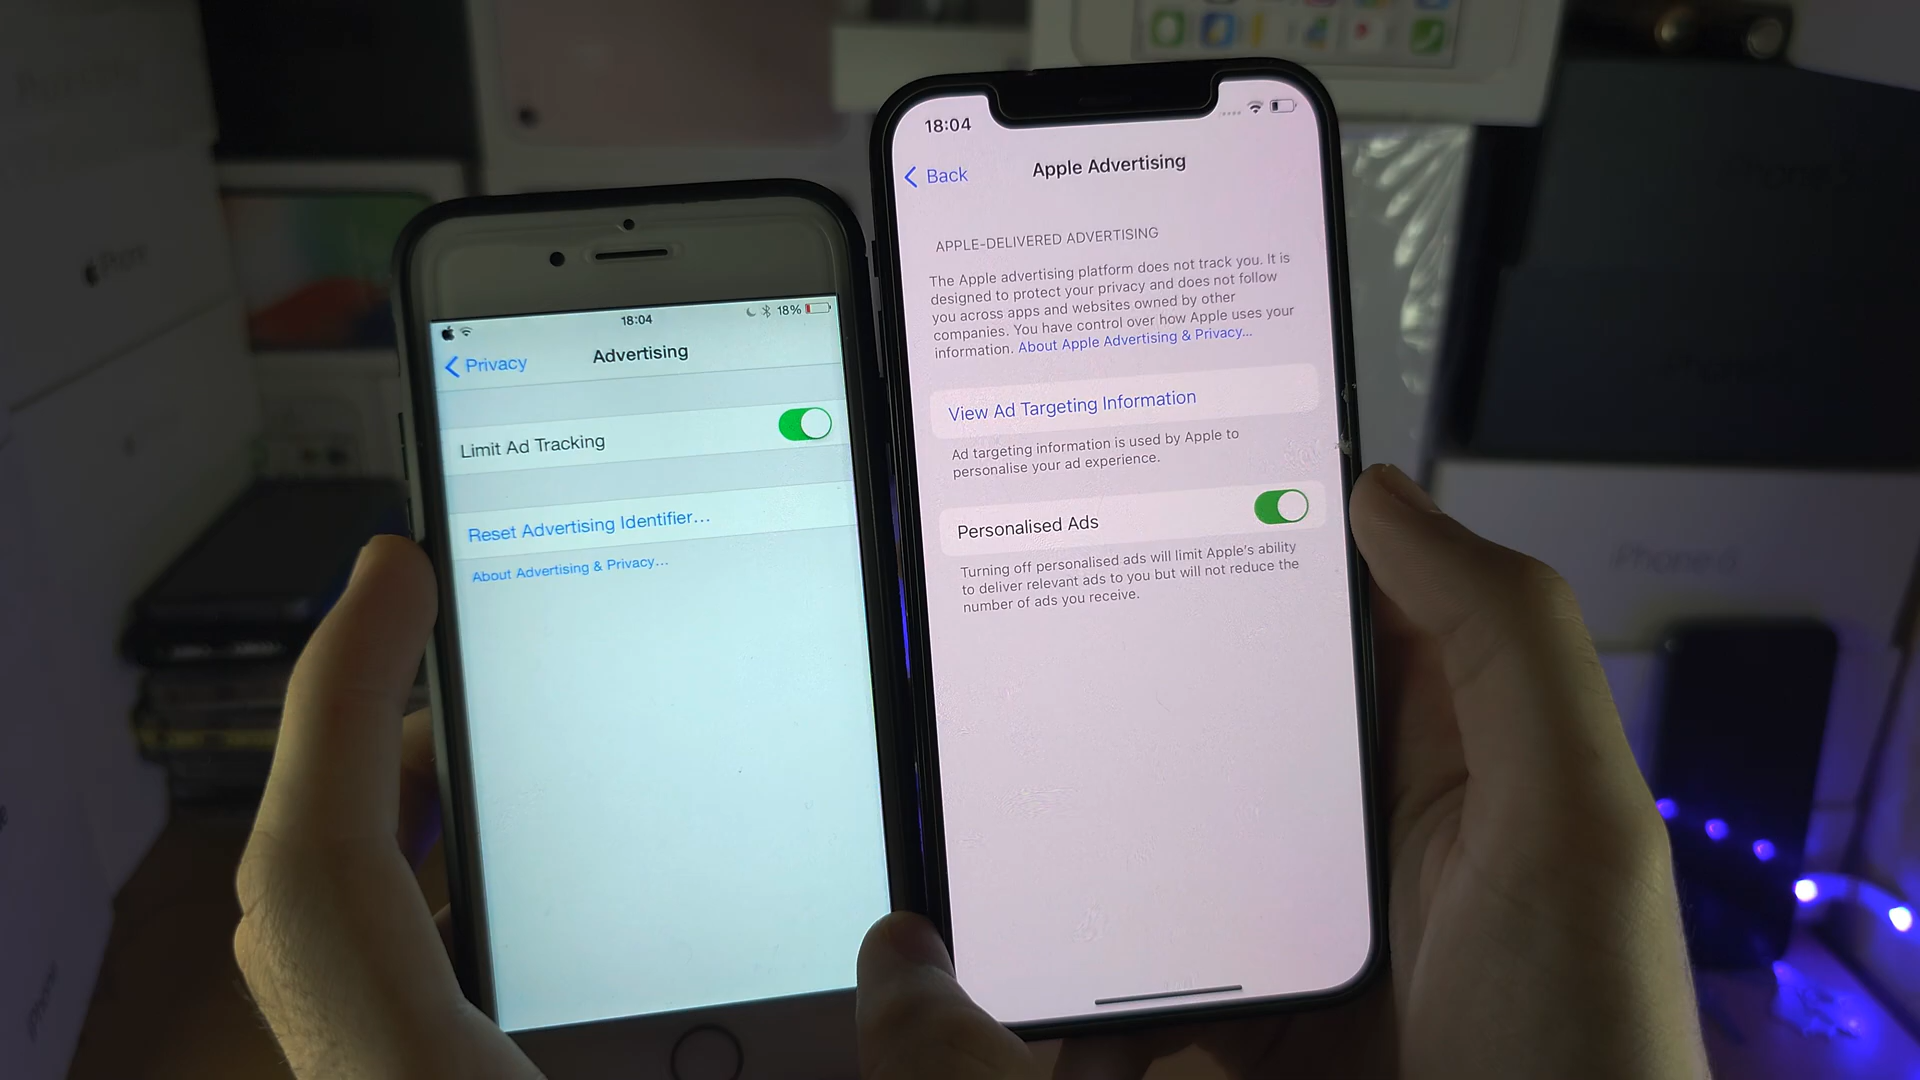 18:04
18%
Privacy
Advertising
Limit Ad Tracking
Reset Advertising Identifier...
About Advertising & Privacy...
18:04
Back
Apple Advertising
APPLE-DELIVERED ADVERTISING
The Apple advertising platform does not track you. It is
designed to protect your privacy and does not follow
you across apps and websites owned by other
companies. You have control over how Apple uses your
information. About Apple Advertising & Privacy...
View Ad Targeting Information
Ad targeting information is used by Apple to
personalise your ad experience.
Personalised Ads
Turning off personalised ads will limit Apple's ability
to deliver relevant ads to you but will not reduce the
number of ads you receive.
iPhone